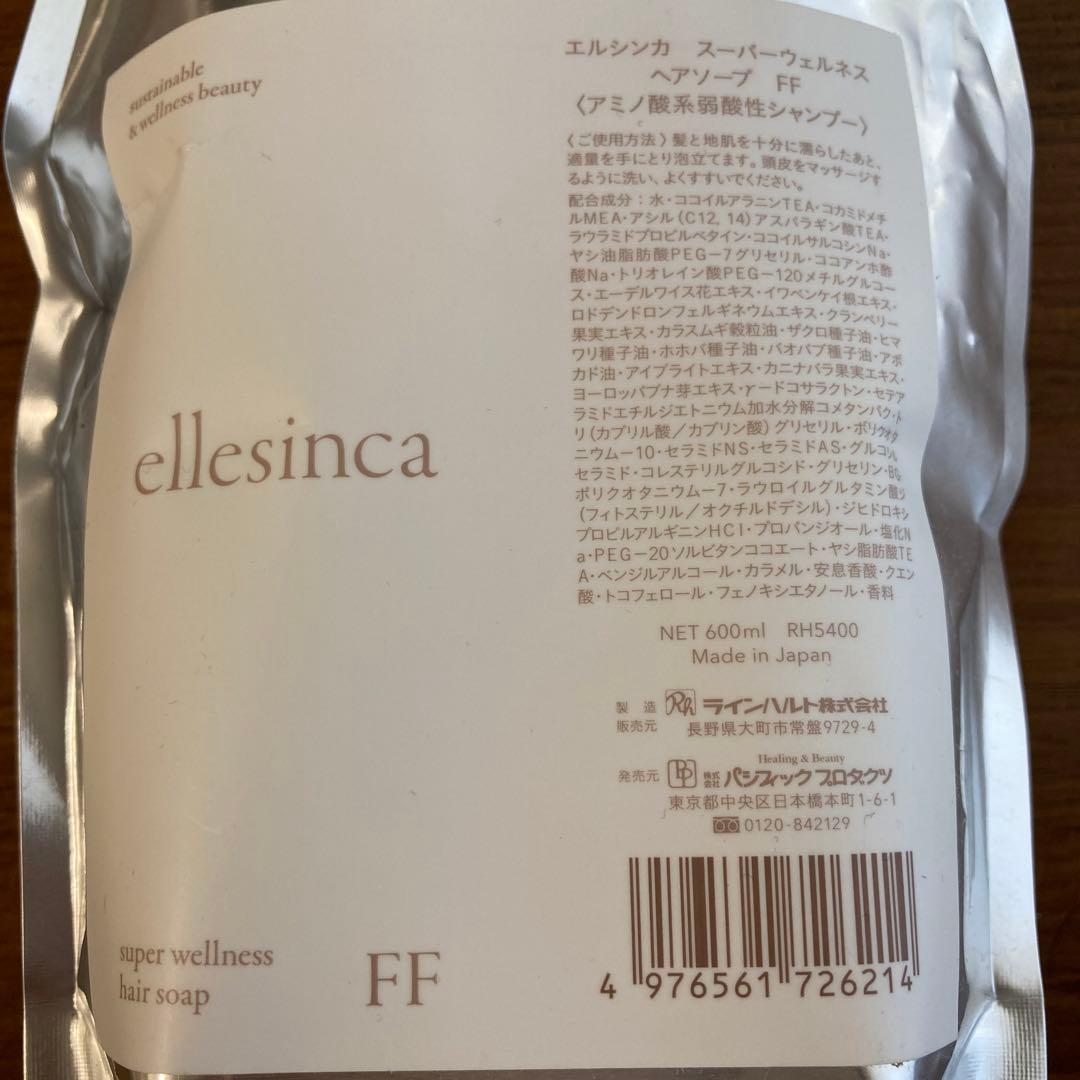 sustainable
& wellness beauty
ellesinca
super wellness
hair soap
FF
エルシンカ スーパーウェルネス
ヘアソープ FF
〈アミノ酸系弱酸性シャンプー〉
〈ご使用方法〉髪と地肌を十分に濡らしたあと、
適量を手にとり泡立てます。頭皮をマッサージす
るように洗い、よくすすいでください。
配合成分：水・ココイルアラニンTEA・コカミドメチ
ルMEA・アシル(C12, 14)アスパラギン酸TEA・
ラウラミドプロピルベタイン・ココイルサルコシンNa・
ヤシ油脂肪酸PEG－7グリセリル・ココアンホ酢
酸Na・トリオレイン酸PEG－120メチルグルコー
ス・エーデルワイス花エキス・イワベンケイ根エキス・
ロドデンドロンフェルギネウムエキス・クランベリー
果実エキス・カラスムギ穀粒油・ザクロ種子油・ヒマ
ワリ種子油・ホホバ種子油・バオバブ種子油・アボ
カド油・アイブライトエキス・カニナバラ果実エキス・
ヨーロッパブナ芽エキス・γードコサラクトン・セテア
ラミドエチルジエトニウム加水分解コメタンパク・ト
リ(カプリル酸／カプリン酸)グリセリル・ポリクオタ
ニウムー10・セラミドNS・セラミドAS・グルコシル
セラミド・コレステリルグルコシド・グリセリン・BG・
ポリクオタニウムー7・ラウロイルグルタミン酸ジ
(フィトステリル／オクチルドデシル)・ジヒドロキシ
プロピルアルギニンHCl・プロパンジオール・塩化N
a・PEG－20ソルビタンココエート・ヤシ脂肪酸TE
A・ベンジルアルコール・カラメル・安息香酸・クエン
酸・トコフェロール・フェノキシエタノール・香料
NET 600ml RH5400
Made in Japan
製造販売元 Rh ラインハルト株式会社
長野県大町市常盤9729-4
Healing & Beauty
発売元 株式会社 パシフィックプロダクツ
東京都中央区日本橋本町1-6-1
0120-842129
4 976561 726214